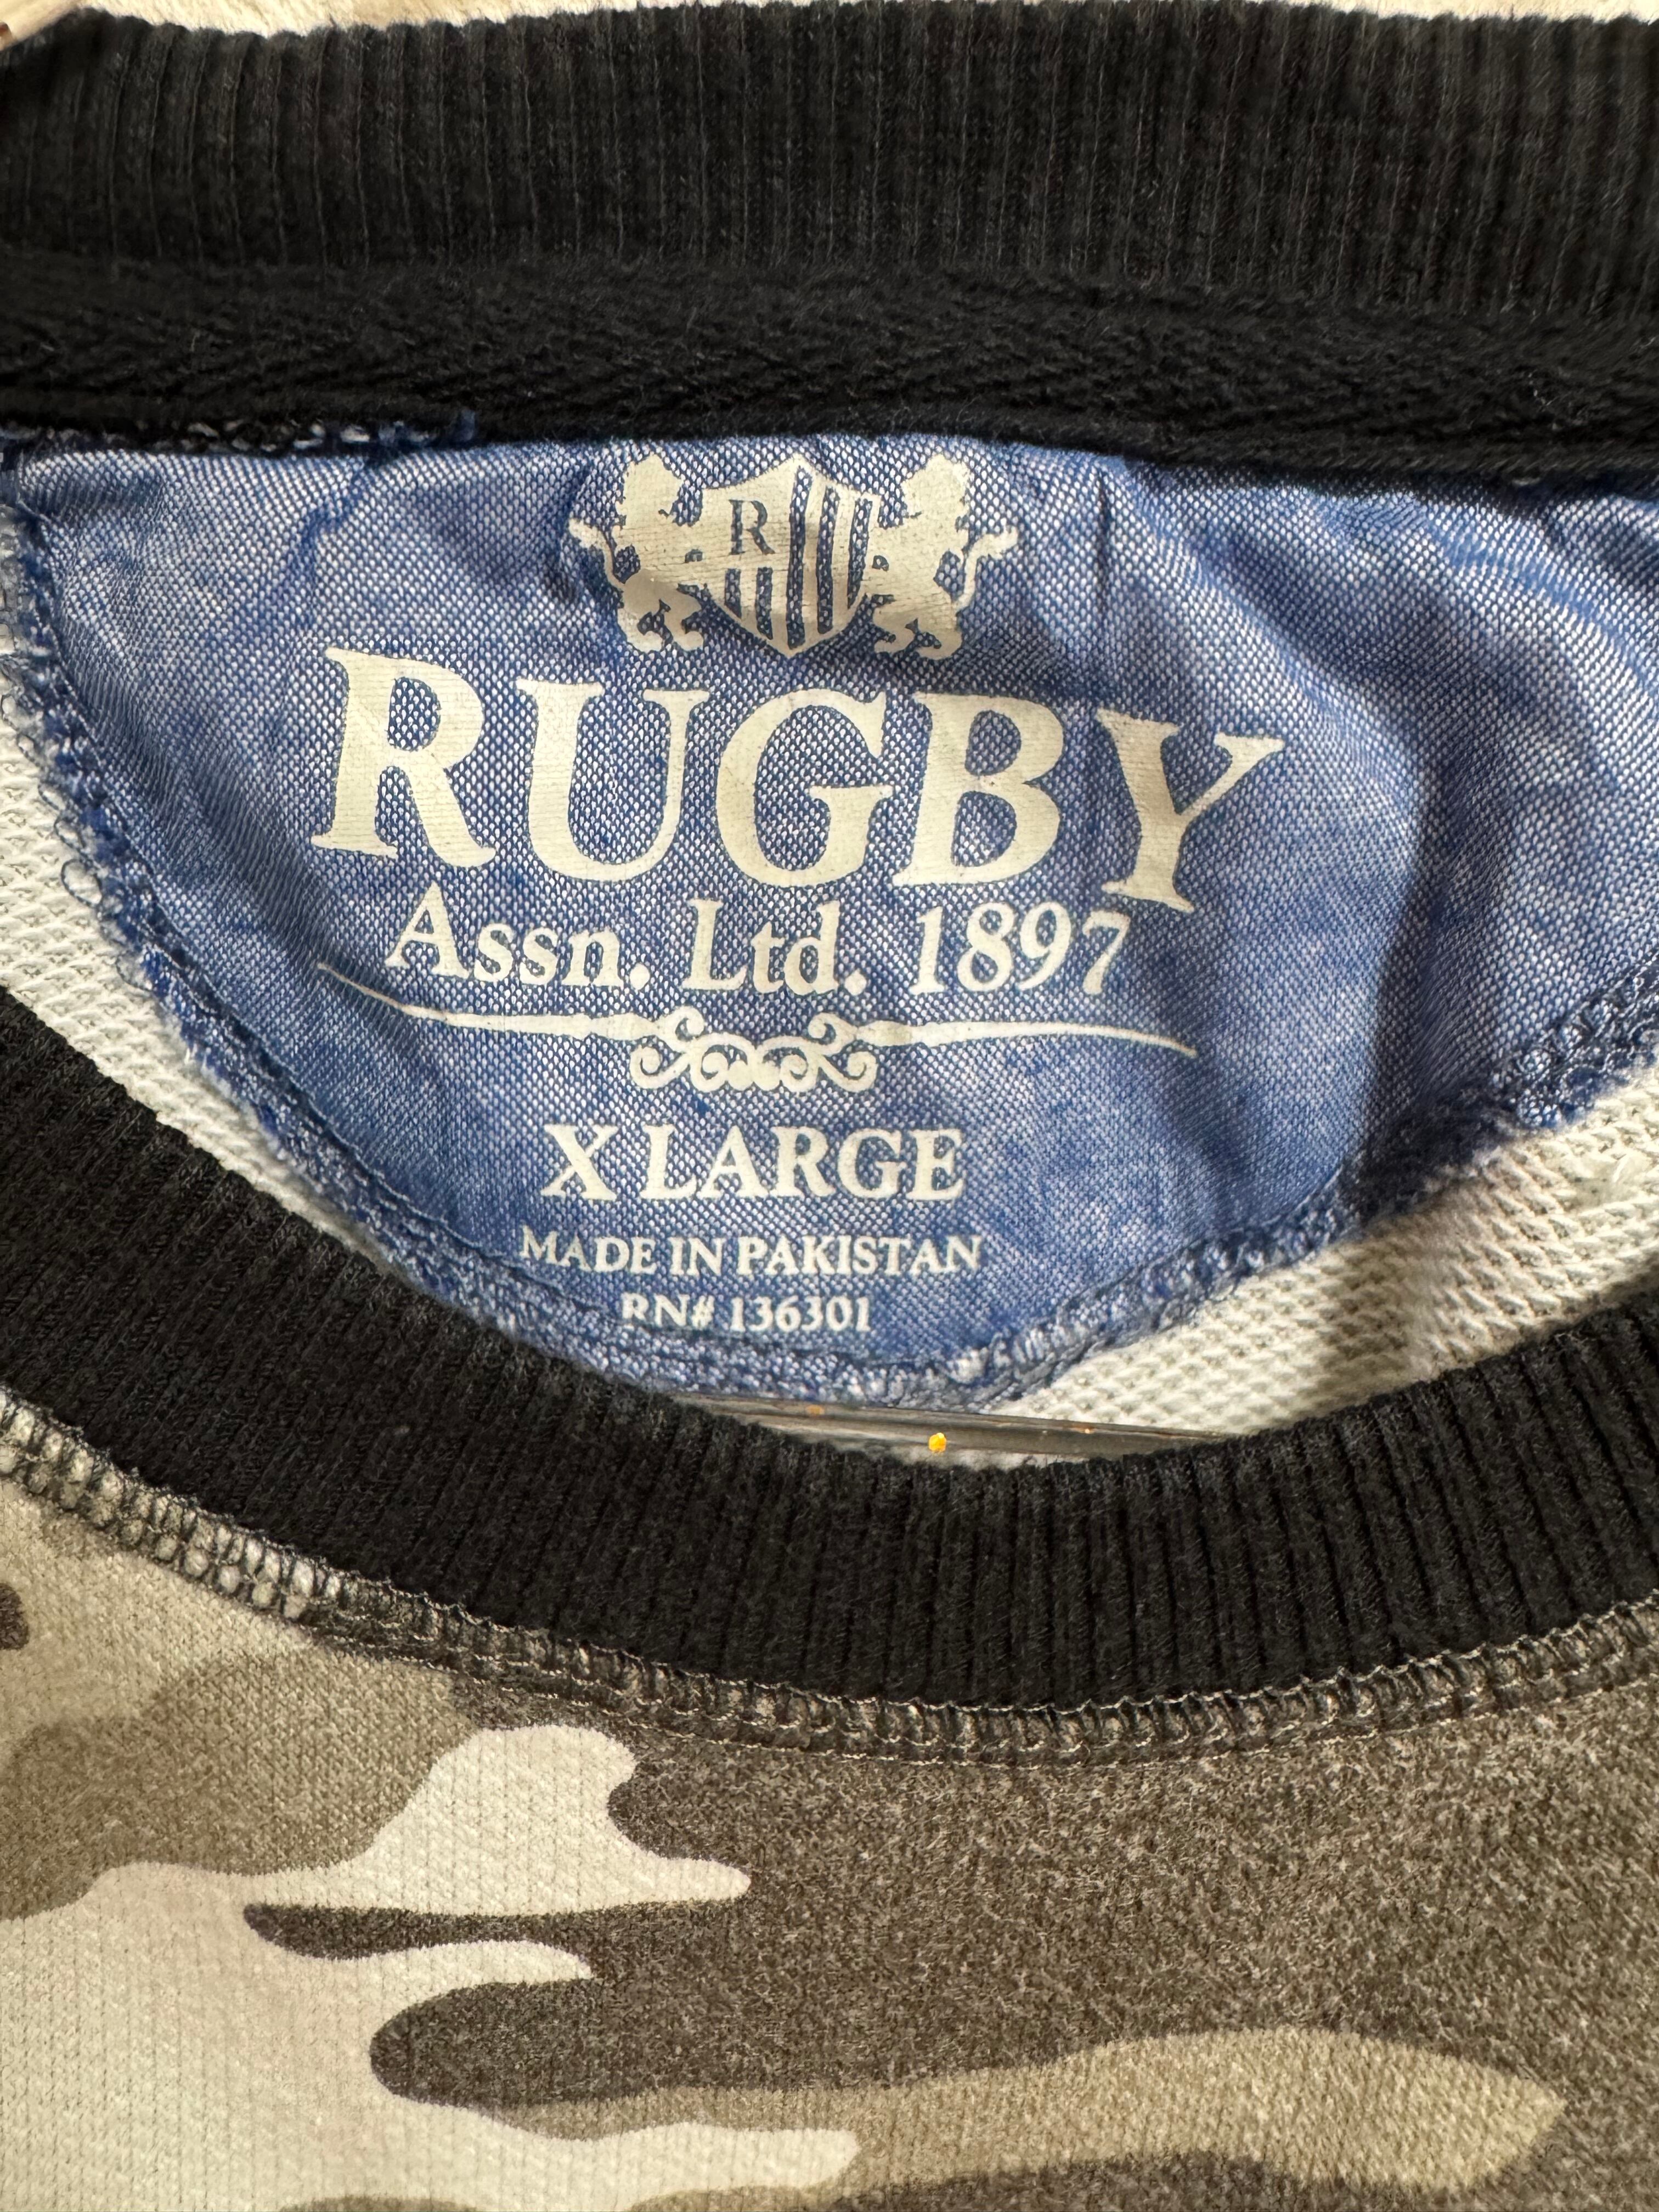 R
RUGBY
Assn. Ltd. 1897
X LARGE
MADE IN PAKISTAN
RN# 136301